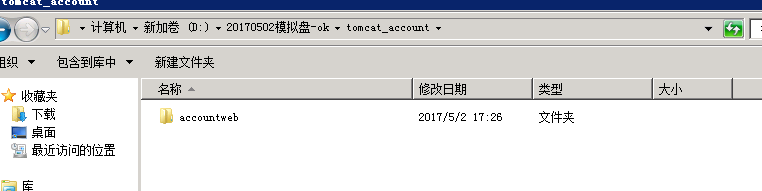 tomcat_account
计算机 新加卷 (D:) 20170502模拟盘-ok tomcat_account
组织 包含到库中 新建文件夹
名称 修改日期 类型 大小
收藏夹
accountweb 2017/5/2 17:26 文件夹
下载
桌面
最近访问的位置
库